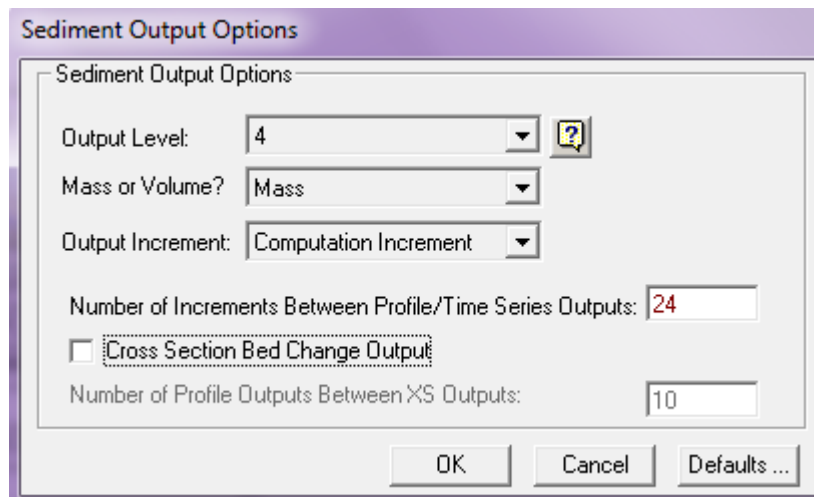 Sediment Output Options
Sediment Output Options
Output Level: 4 ?
Mass or Volume? Mass
Output Increment: Computation Increment
Number of Increments Between Profile/Time Series Outputs: 24
Cross Section Bed Change Output
Number of Profile Outputs Between XS Outputs: 10
OK Cancel Defaults ...